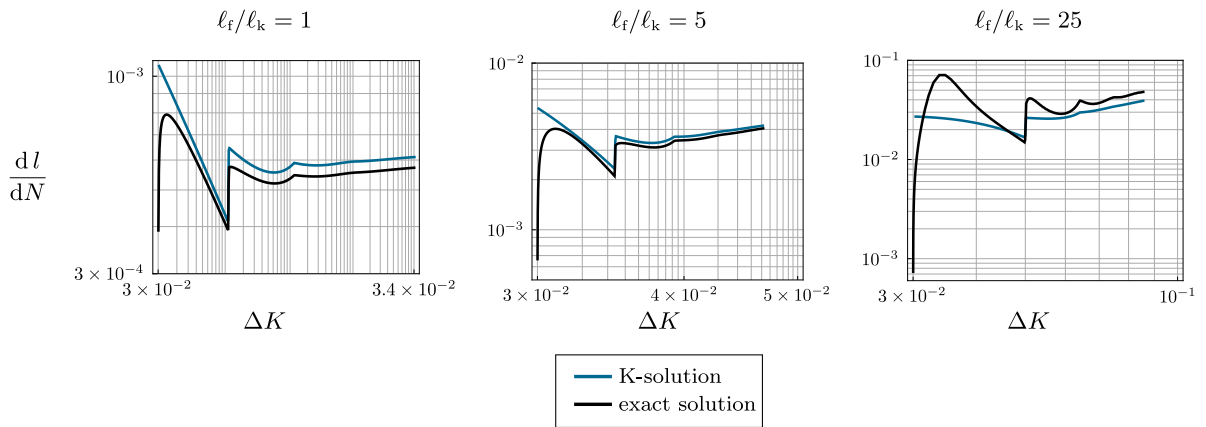 ℓf/ℓk = 1
ℓf/ℓk = 5
ℓf/ℓk = 25
d l
dN
10⁻³
3 × 10⁻⁴
3 × 10⁻²
3.4 × 10⁻²
ΔK
10⁻²
10⁻³
3 × 10⁻²
4 × 10⁻²
5 × 10⁻²
ΔK
10⁻¹
10⁻²
10⁻³
3 × 10⁻²
10⁻¹
ΔK
K-solution
exact solution